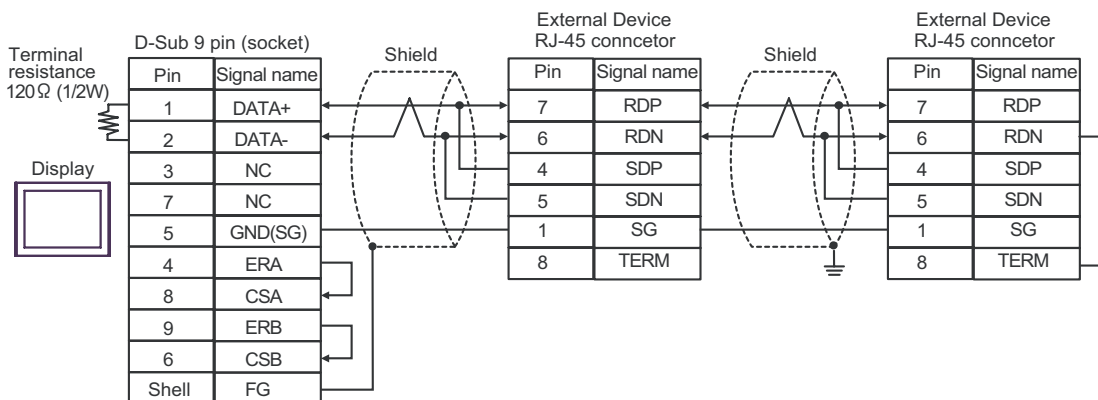 External Device
RJ-45 conncetor
External Device
RJ-45 conncetor
D-Sub 9 pin (socket)
Terminal
resistance
120Ω (1/2W)
Shield
Shield
Display
Pin Signal name
1 DATA+
2 DATA-
3 NC
7 NC
5 GND(SG)
4 ERA
8 CSA
9 ERB
6 CSB
Shell FG
Pin Signal name
7 RDP
6 RDN
4 SDP
5 SDN
1 SG
8 TERM
Pin Signal name
7 RDP
6 RDN
4 SDP
5 SDN
1 SG
8 TERM